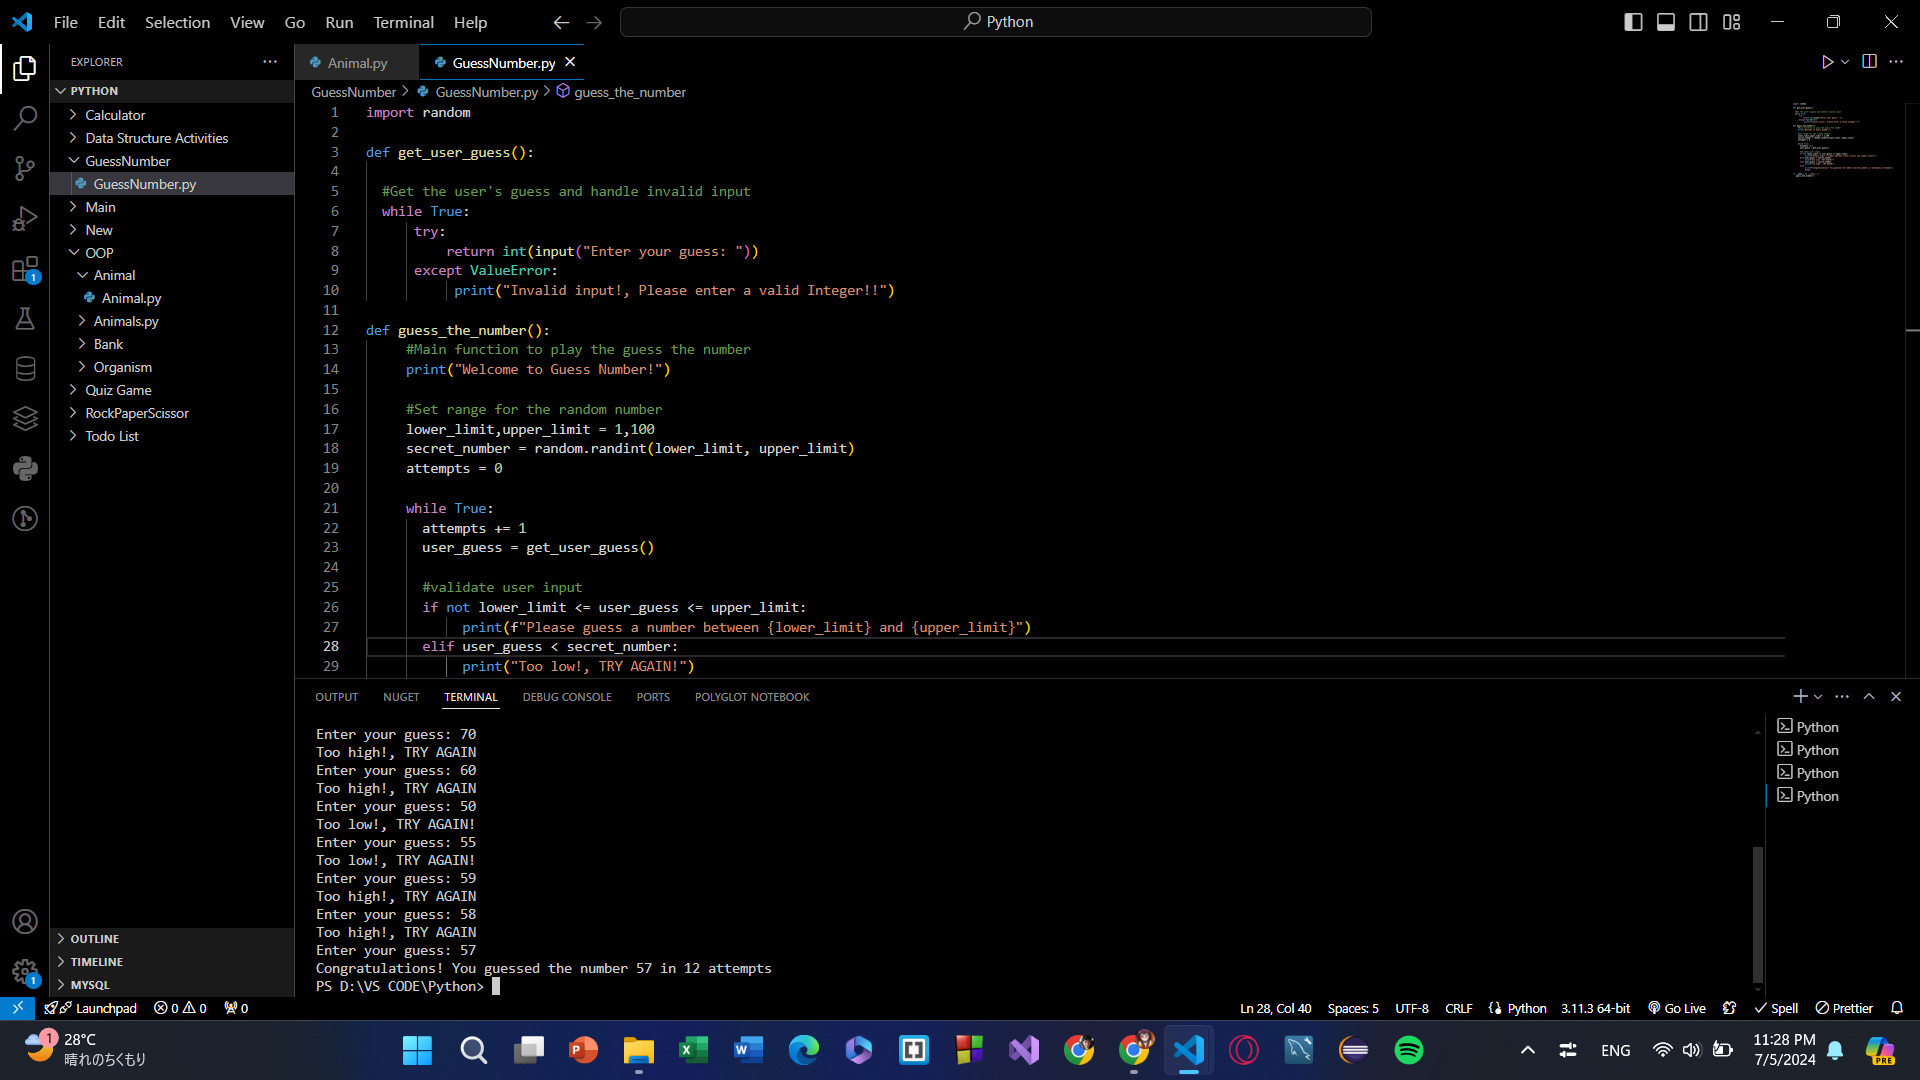 File Edit Selection View Go Run Terminal Help
Python
EXPLORER
PYTHON
Calculator
Data Structure Activities
GuessNumber
GuessNumber.py
Main
New
OOP
Animal
Animal.py
Animals.py
Bank
Organism
Quiz Game
RockPaperScissor
Todo List
OUTLINE
TIMELINE
MYSQL
1
1
Animal.py GuessNumber.py
GuessNumber > GuessNumber.py > guess_the_number
1 import random
2
3 def get_user_guess():
4
5 #Get the user's guess and handle invalid input
6 while True:
7 try:
8 return int(input("Enter your guess: "))
9 except ValueError:
10 print("Invalid input!, Please enter a valid Integer!!")
11
12 def guess_the_number():
13 #Main function to play the guess the number
14 print("Welcome to Guess Number!")
15
16 #Set range for the random number
17 lower_limit,upper_limit = 1,100
18 secret_number = random.randint(lower_limit, upper_limit)
19 attempts = 0
20
21 while True:
22 attempts += 1
23 user_guess = get_user_guess()
24
25 #validate user input
26 if not lower_limit <= user_guess <= upper_limit:
27 print(f"Please guess a number between {lower_limit} and {upper_limit}")
28 elif user_guess < secret_number:
29 print("Too low!, TRY AGAIN!")
OUTPUT NUGET TERMINAL DEBUG CONSOLE PORTS POLYGLOT NOTEBOOK
Enter your guess: 70
Too high!, TRY AGAIN
Enter your guess: 60
Too high!, TRY AGAIN
Enter your guess: 50
Too low!, TRY AGAIN!
Enter your guess: 55
Too low!, TRY AGAIN!
Enter your guess: 59
Too high!, TRY AGAIN
Enter your guess: 58
Too high!, TRY AGAIN
Enter your guess: 57
Congratulations! You guessed the number 57 in 12 attempts
PS D:\VS CODE\Python>
Python
Python
Python
Python
Launchpad 0 0 0 Ln 28, Col 40 Spaces: 5 UTF-8 CRLF Python 3.11.3 64-bit Go Live Spell Prettier
1
28°C
晴れのちくもり
ENG
11:28 PM
7/5/2024
PRE